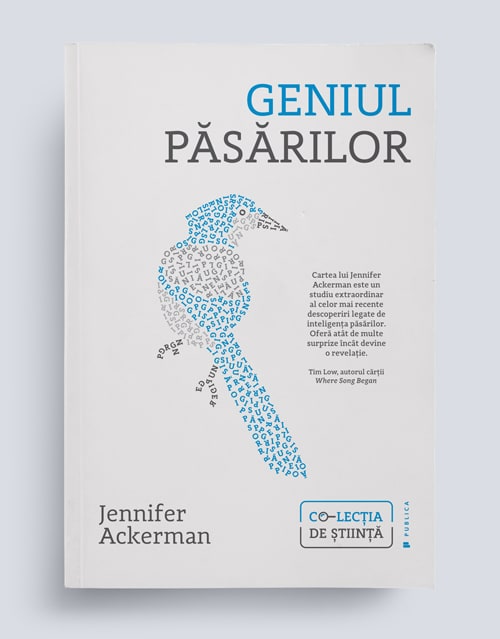 GENIUL
PĂSĂRILOR
Cartea lui Jennifer
Ackerman este un
studiu extraordinar
al celor mai recente
descoperiri legate de
inteligența păsărilor.
Oferă atât de multe
surprize încât devine
o revelație.
Tim Low, autorul cărții
Where Song Began
Jennifer
Ackerman
CO-LECȚIA
DE ȘTIINȚĂ
PUBLICA